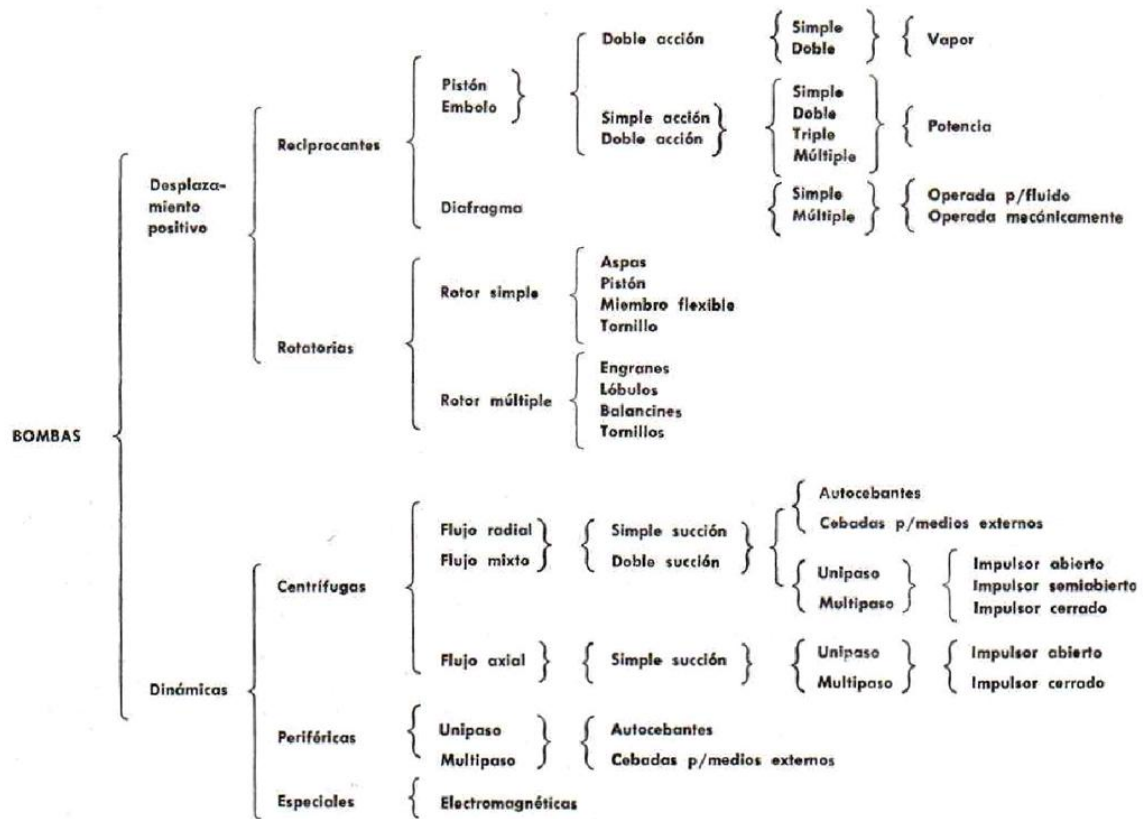 BOMBAS
Desplaza-
miento
positivo
Reciprocantes
Pistón
Embolo
Doble acción
Simple
Doble
Vapor
Simple acción
Doble acción
Simple
Doble
Triple
Múltiple
Potencia
Diafragma
Simple
Múltiple
Operada p/fluido
Operada mecánicamente
Rotatorias
Rotor simple
Aspas
Pistón
Miembro flexible
Tornillo
Rotor múltiple
Engranes
Lóbulos
Balancines
Tornillos
Dinámicas
Centrífugas
Flujo radial
Flujo mixto
Simple succión
Doble succión
Autocebantes
Cebadas p/medios externos
Unipaso
Multipaso
Impulsor abierto
Impulsor semiabierto
Impulsor cerrado
Flujo axial
Simple succión
Unipaso
Multipaso
Impulsor abierto
Impulsor cerrado
Periféricas
Unipaso
Multipaso
Autocebantes
Cebadas p/medios externos
Especiales
Electromagnéticas